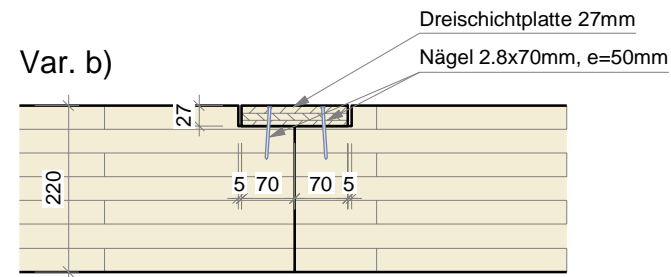 Dreischichtplatte 27mm
Nägel 2.8x70mm, e=50mm
Var. b)
27
5 70 70 5
220